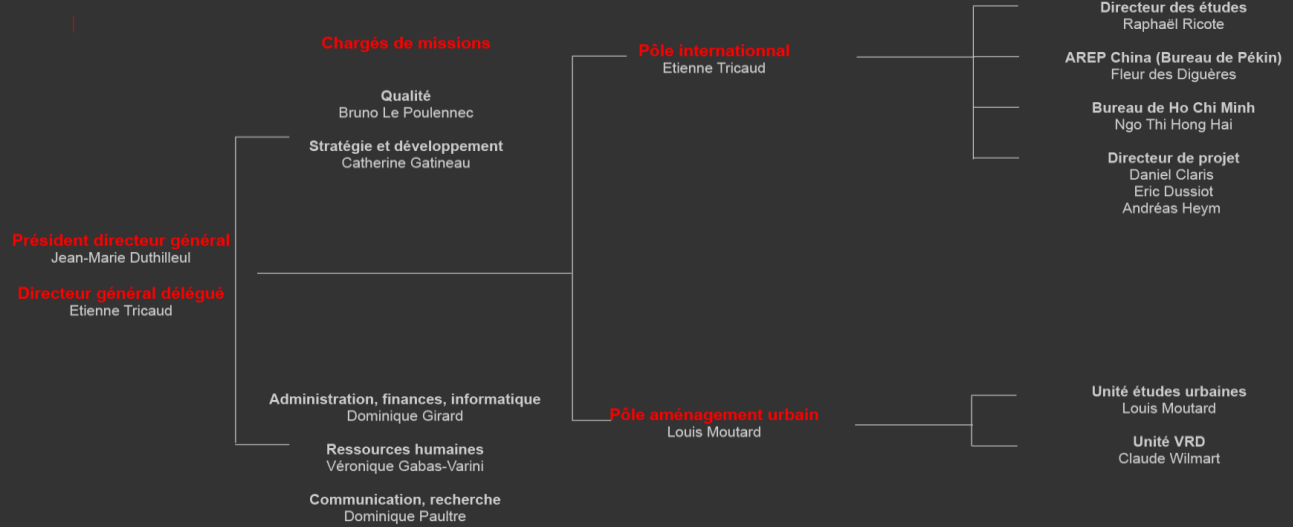 Président directeur général
Jean-Marie Duthilleul
Directeur général délégué
Etienne Tricaud
Chargés de missions
Qualité
Bruno Le Poulennec
Stratégie et développement
Catherine Gatineau
Administration, finances, informatique
Dominique Girard
Ressources humaines
Véronique Gabas-Varini
Communication, recherche
Dominique Paultre
Pôle internationnal
Etienne Tricaud
Pôle aménagement urbain
Louis Moutard
Directeur des études
Raphaël Ricote
AREP China (Bureau de Pékin)
Fleur des Diguères
Bureau de Ho Chi Minh
Ngo Thi Hong Hai
Directeur de projet
Daniel Claris
Eric Dussiot
Andréas Heym
Unité études urbaines
Louis Moutard
Unité VRD
Claude Wilmart